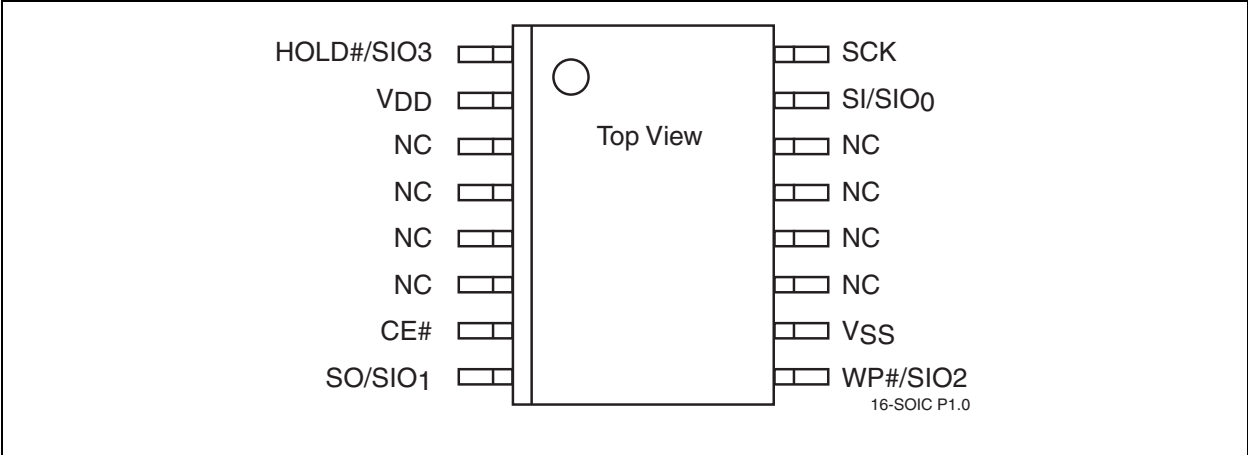 HOLD#/SIO3
VDD
NC
NC
NC
NC
CE#
SO/SIO1
Top View
SCK
SI/SIO0
NC
NC
NC
NC
VSS
WP#/SIO2
16-SOIC P1.0